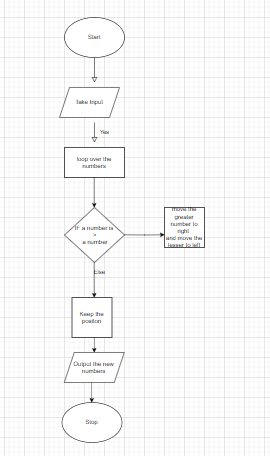 Start
Take Input
Yes
loop over the
numbers
IF a number is
>
a number
move the
greater
number to
right
and move the
lesser to left
Else
Keep the
position
Output the new
numbers
Stop